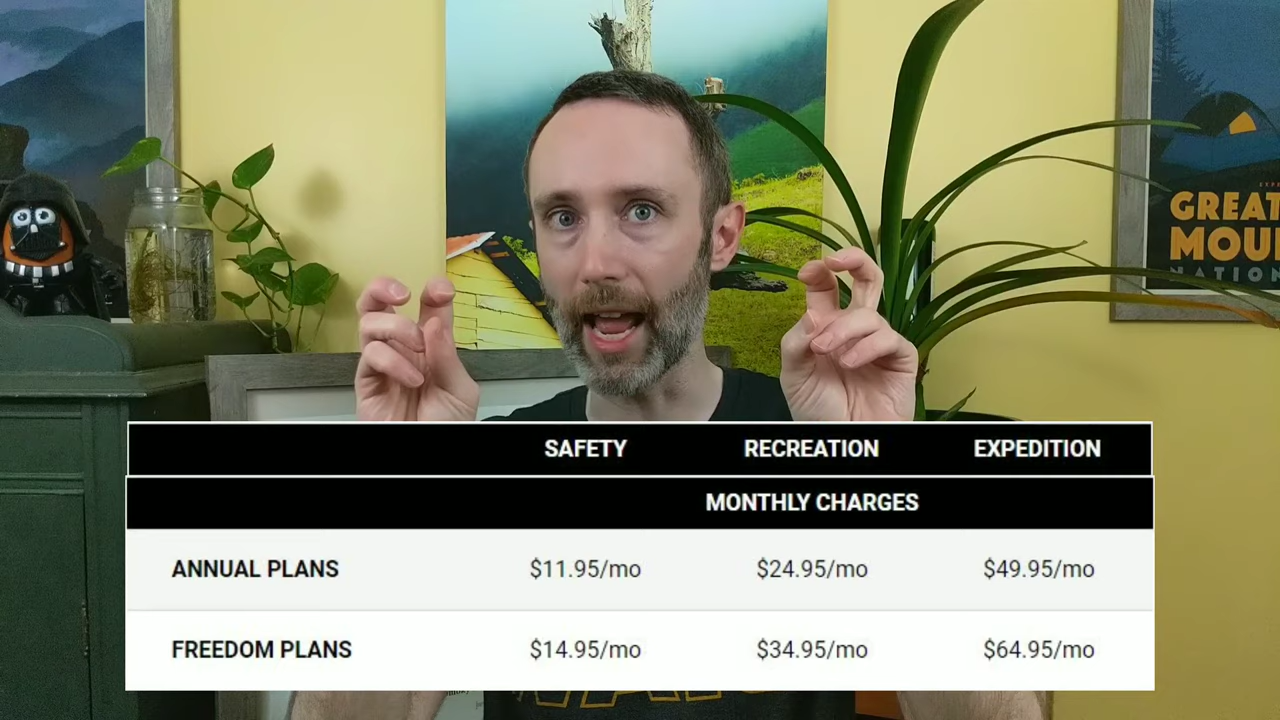 GREAT
MOU
NATION
SAFETY RECREATION EXPEDITION
MONTHLY CHARGES
ANNUAL PLANS $11.95/mo $24.95/mo $49.95/mo
FREEDOM PLANS $14.95/mo $34.95/mo $64.95/mo